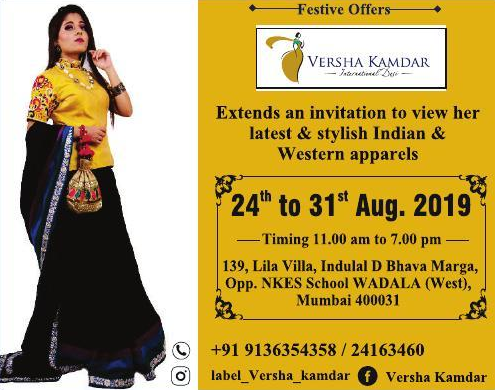 Festive Offers
VERSHA KAMDAR
International Desi
Extends an invitation to view her
latest & stylish Indian &
Western apparels
24th to 31st Aug. 2019
Timing 11.00 am to 7.00 pm
139, Lila Villa, Indulal D Bhava Marga,
Opp. NKES School WADALA (West),
Mumbai 400031
+91 9136354358 / 24163460
label_Versha_kamdar f Versha Kamdar